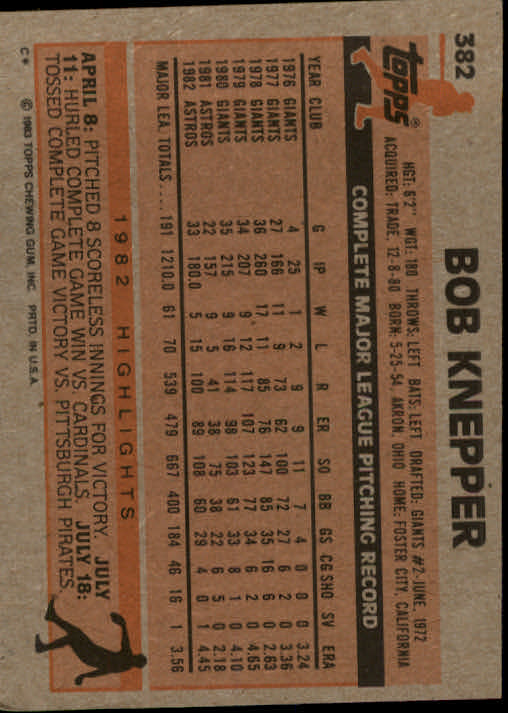 382
BOB KNEPPER
topps®
HGT: 6'2" WGT: 180 THROWS: LEFT BATS: LEFT DRAFTED: GIANTS #2-JUNE, 1972
ACQUIRED: TRADE, 12-8-80 BORN: 5-25-54, AKRON, OHIO HOME: FOSTER CITY, CALIFORNIA
COMPLETE MAJOR LEAGUE PITCHING RECORD
YEAR CLUB G IP W L R ER SO BB GS CG SHO SV ERA
1976 GIANTS 4 25 1 2 9 9 11 7 4 0 0 0 3.24
1977 GIANTS 27 166 11 9 73 62 100 72 27 6 2 0 3.36
1978 GIANTS 36 260 17 11 85 76 147 85 35 16 6 0 2.63
1979 GIANTS 34 207 9 12 117 107 123 77 34 6 2 0 4.65
1980 GIANTS 35 215 9 16 114 98 103 61 33 8 1 0 4.10
1981 ASTROS 22 157 9 5 41 38 75 38 22 6 5 0 2.18
1982 ASTROS 33 180.0 5 15 100 89 108 60 29 4 0 1 4.45
MAJOR LEA. TOTALS.... 191 1210.0 61 70 539 479 667 400 184 46 16 1 3.56
1982 HIGHLIGHTS
APRIL 8: PITCHED 8 SCORELESS INNINGS FOR VICTORY. JULY
11: HURLED COMPLETE GAME WIN VS. CARDINALS. JULY 18:
TOSSED COMPLETE GAME VICTORY VS. PITTSBURGH PIRATES.
C* © 1983 TOPPS CHEWING GUM, INC. PRTD. IN U.S.A.